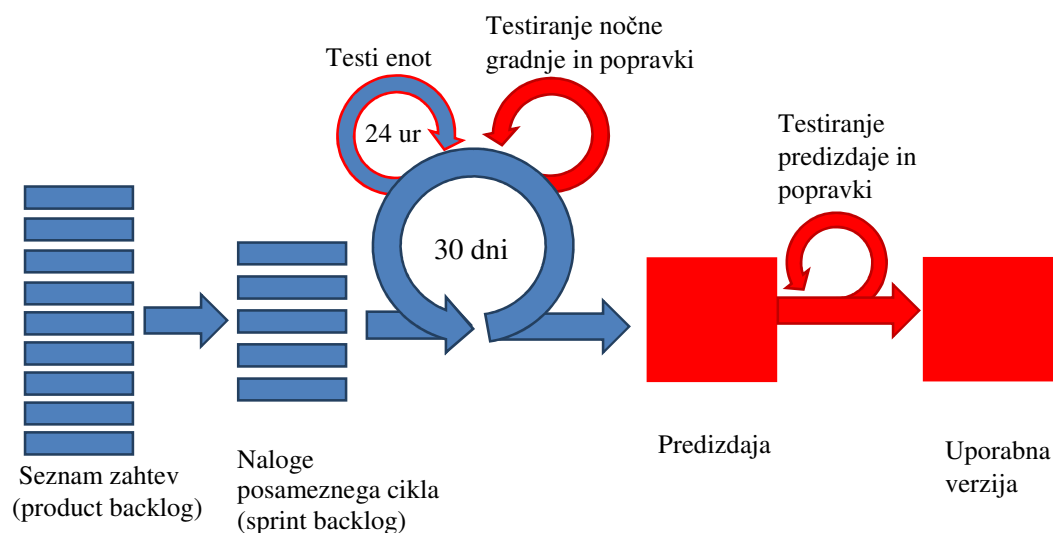 Testi enot
24 ur
Testiranje nočne
gradnje in popravki
30 dni
Testiranje
predizdaje in
popravki
Seznam zahtev
(product backlog)
Naloge
posameznega cikla
(sprint backlog)
Predizdaja
Uporabna
verzija